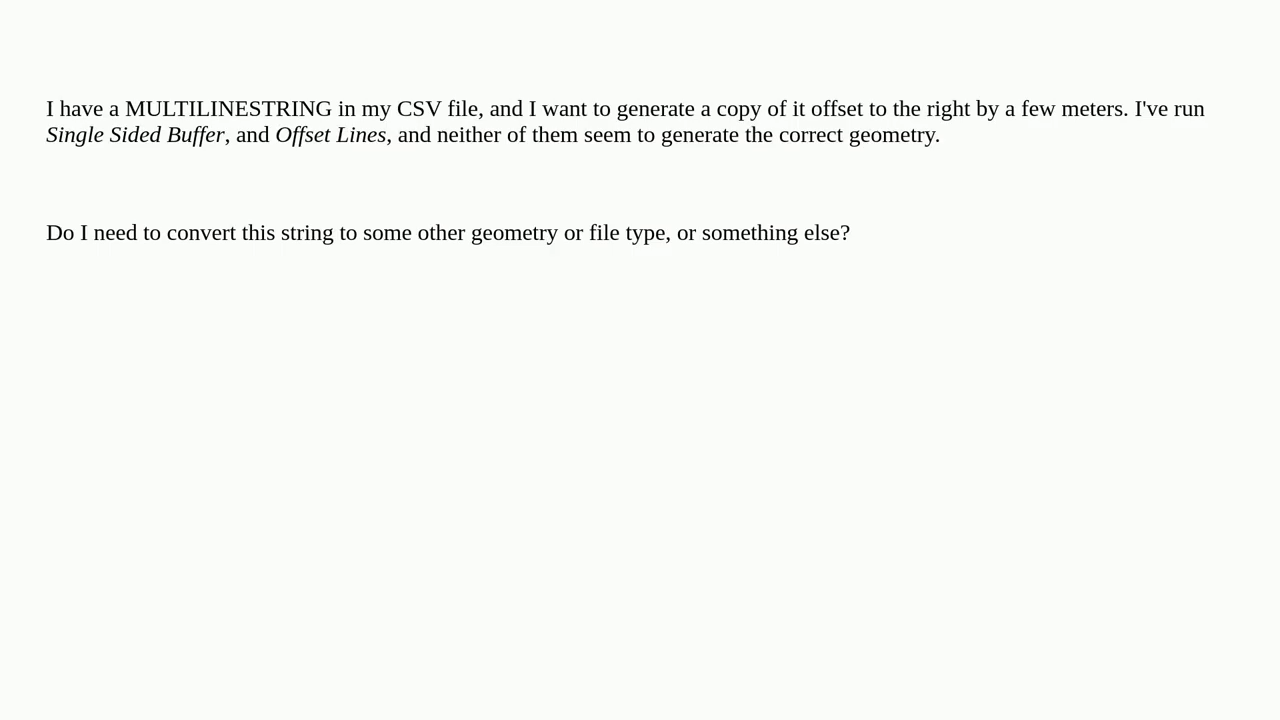 I have a MULTILINESTRING in my CSV file, and I want to generate a copy of it offset to the right by a few meters. I've run
Single Sided Buffer, and Offset Lines, and neither of them seem to generate the correct geometry.
Do I need to convert this string to some other geometry or file type, or something else?